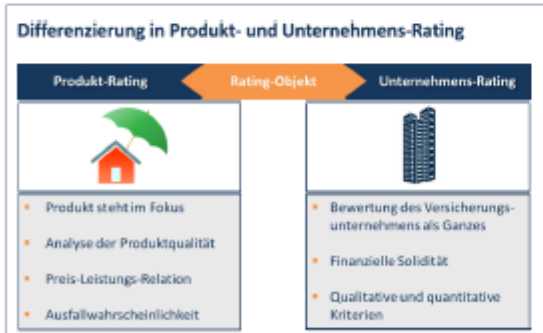 Differenzierung in Produkt- und Unternehmens-Rating
Produkt-Rating
Rating-Objekt
Unternehmens-Rating
Produkt steht im Fokus
Analyse der Produktqualität
Preis-Leistungs-Relation
Ausfallwahrscheinlichkeit
Bewertung des Versicherungs-
unternehmens als Ganzes
Finanzielle Solidität
Qualitative und quantitative
Kriterien